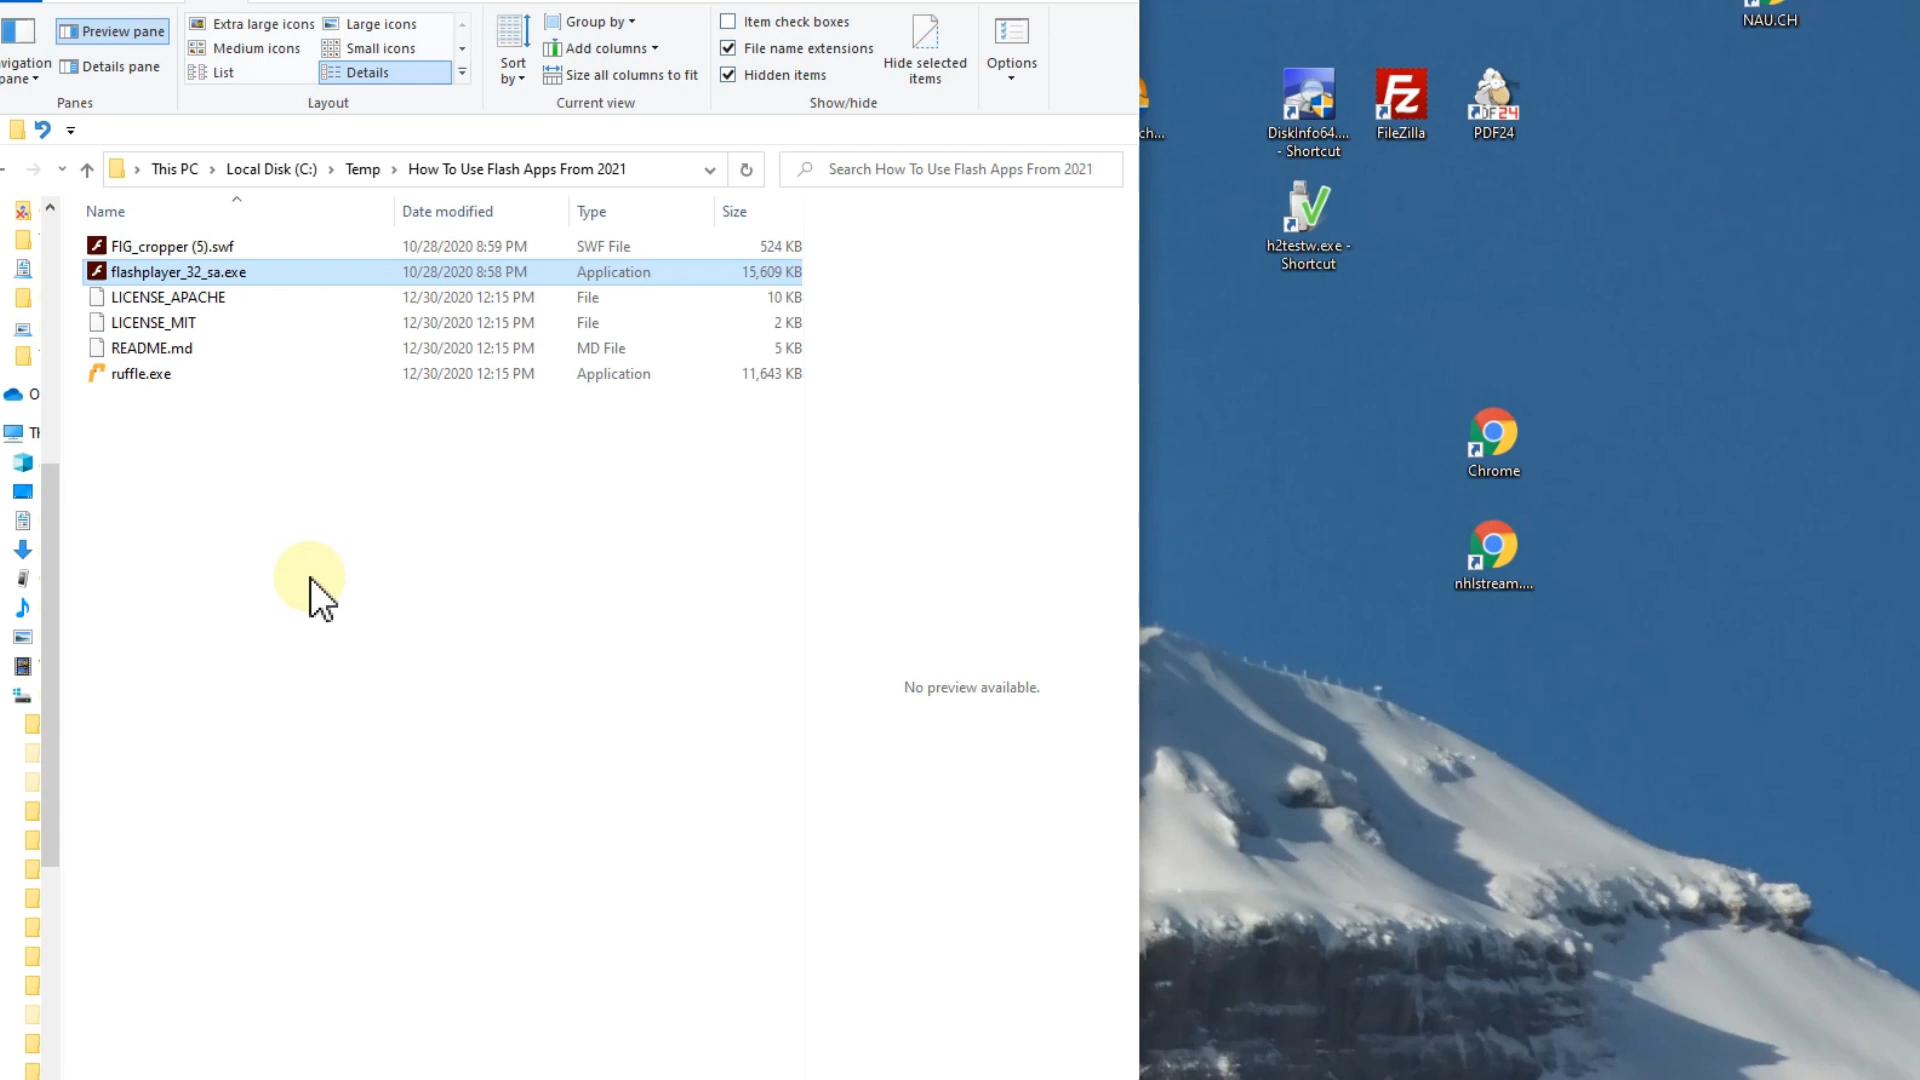 Preview pane
Details pane
vigation
pane
Panes
Extra large icons
Large icons
Medium icons
Small icons
List
Details
Layout
Sort
by
Group by
Add columns
Size all columns to fit
Current view
Item check boxes
File name extensions
Hidden items
Hide selected
items
Show/hide
Options
This PC > Local Disk (C:) > Temp > How To Use Flash Apps From 2021
Search How To Use Flash Apps From 2021
Name Date modified Type Size
FIG_cropper (5).swf 10/28/2020 8:59 PM SWF File 524 KB
flashplayer_32_sa.exe 10/28/2020 8:58 PM Application 15,609 KB
LICENSE_APACHE 12/30/2020 12:15 PM File 10 KB
LICENSE_MIT 12/30/2020 12:15 PM File 2 KB
README.md 12/30/2020 12:15 PM MD File 5 KB
ruffle.exe 12/30/2020 12:15 PM Application 11,643 KB
O
Th
No preview available.
NAU.CH
ch...
DiskInfo64....
- Shortcut
FileZilla
PDF24
h2testw.exe -
Shortcut
Chrome
nhlstream....